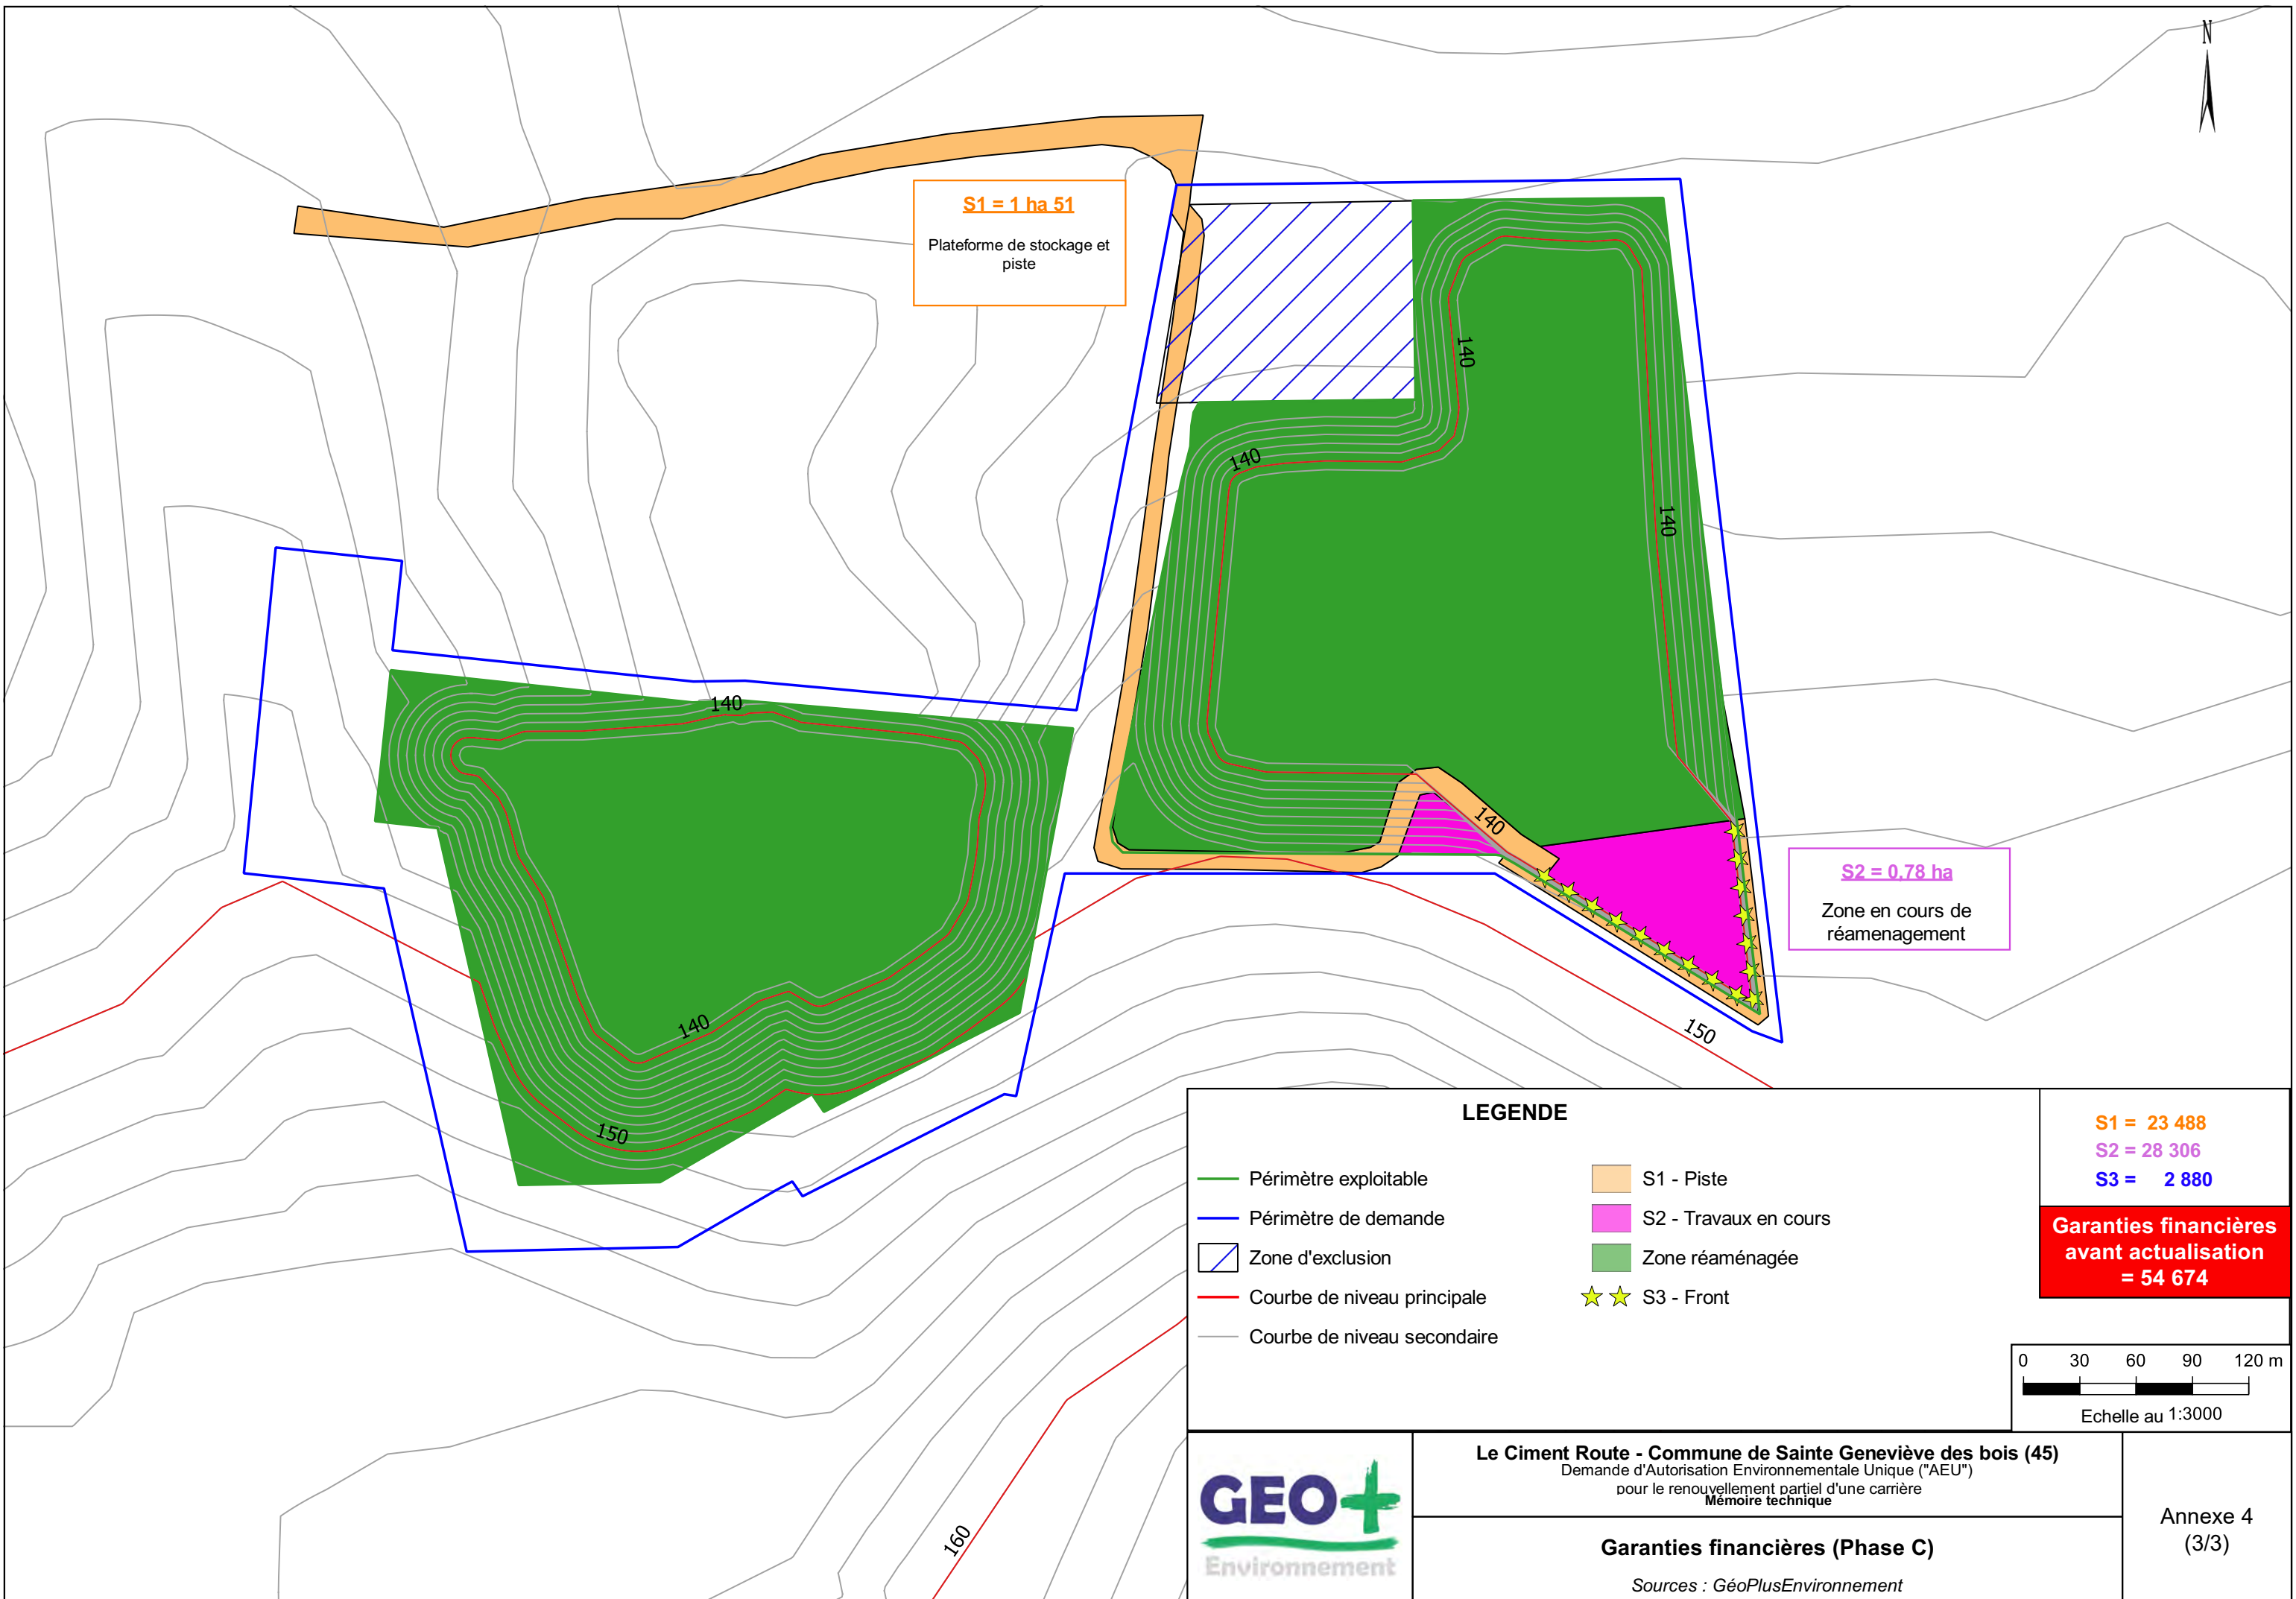 N
S1 = 1 ha 51
Plateforme de stockage et
piste
140
140
140
140
140
140
150
150
160
S2 = 0,78 ha
Zone en cours de
réamenagement
LEGENDE
Périmètre exploitable
Périmètre de demande
Zone d'exclusion
Courbe de niveau principale
Courbe de niveau secondaire
S1 - Piste
S2 - Travaux en cours
Zone réaménagée
S3 - Front
S1 = 23 488
S2 = 28 306
S3 = 2 880
Garanties financières
avant actualisation
= 54 674
0 30 60 90 120 m
Echelle au 1:3000
GEO+
Environnement
Le Ciment Route - Commune de Sainte Geneviève des bois (45)
Demande d'Autorisation Environnementale Unique ("AEU")
pour le renouvellement partiel d'une carrière
Mémoire technique
Garanties financières (Phase C)
Sources : GéoPlusEnvironnement
Annexe 4
(3/3)